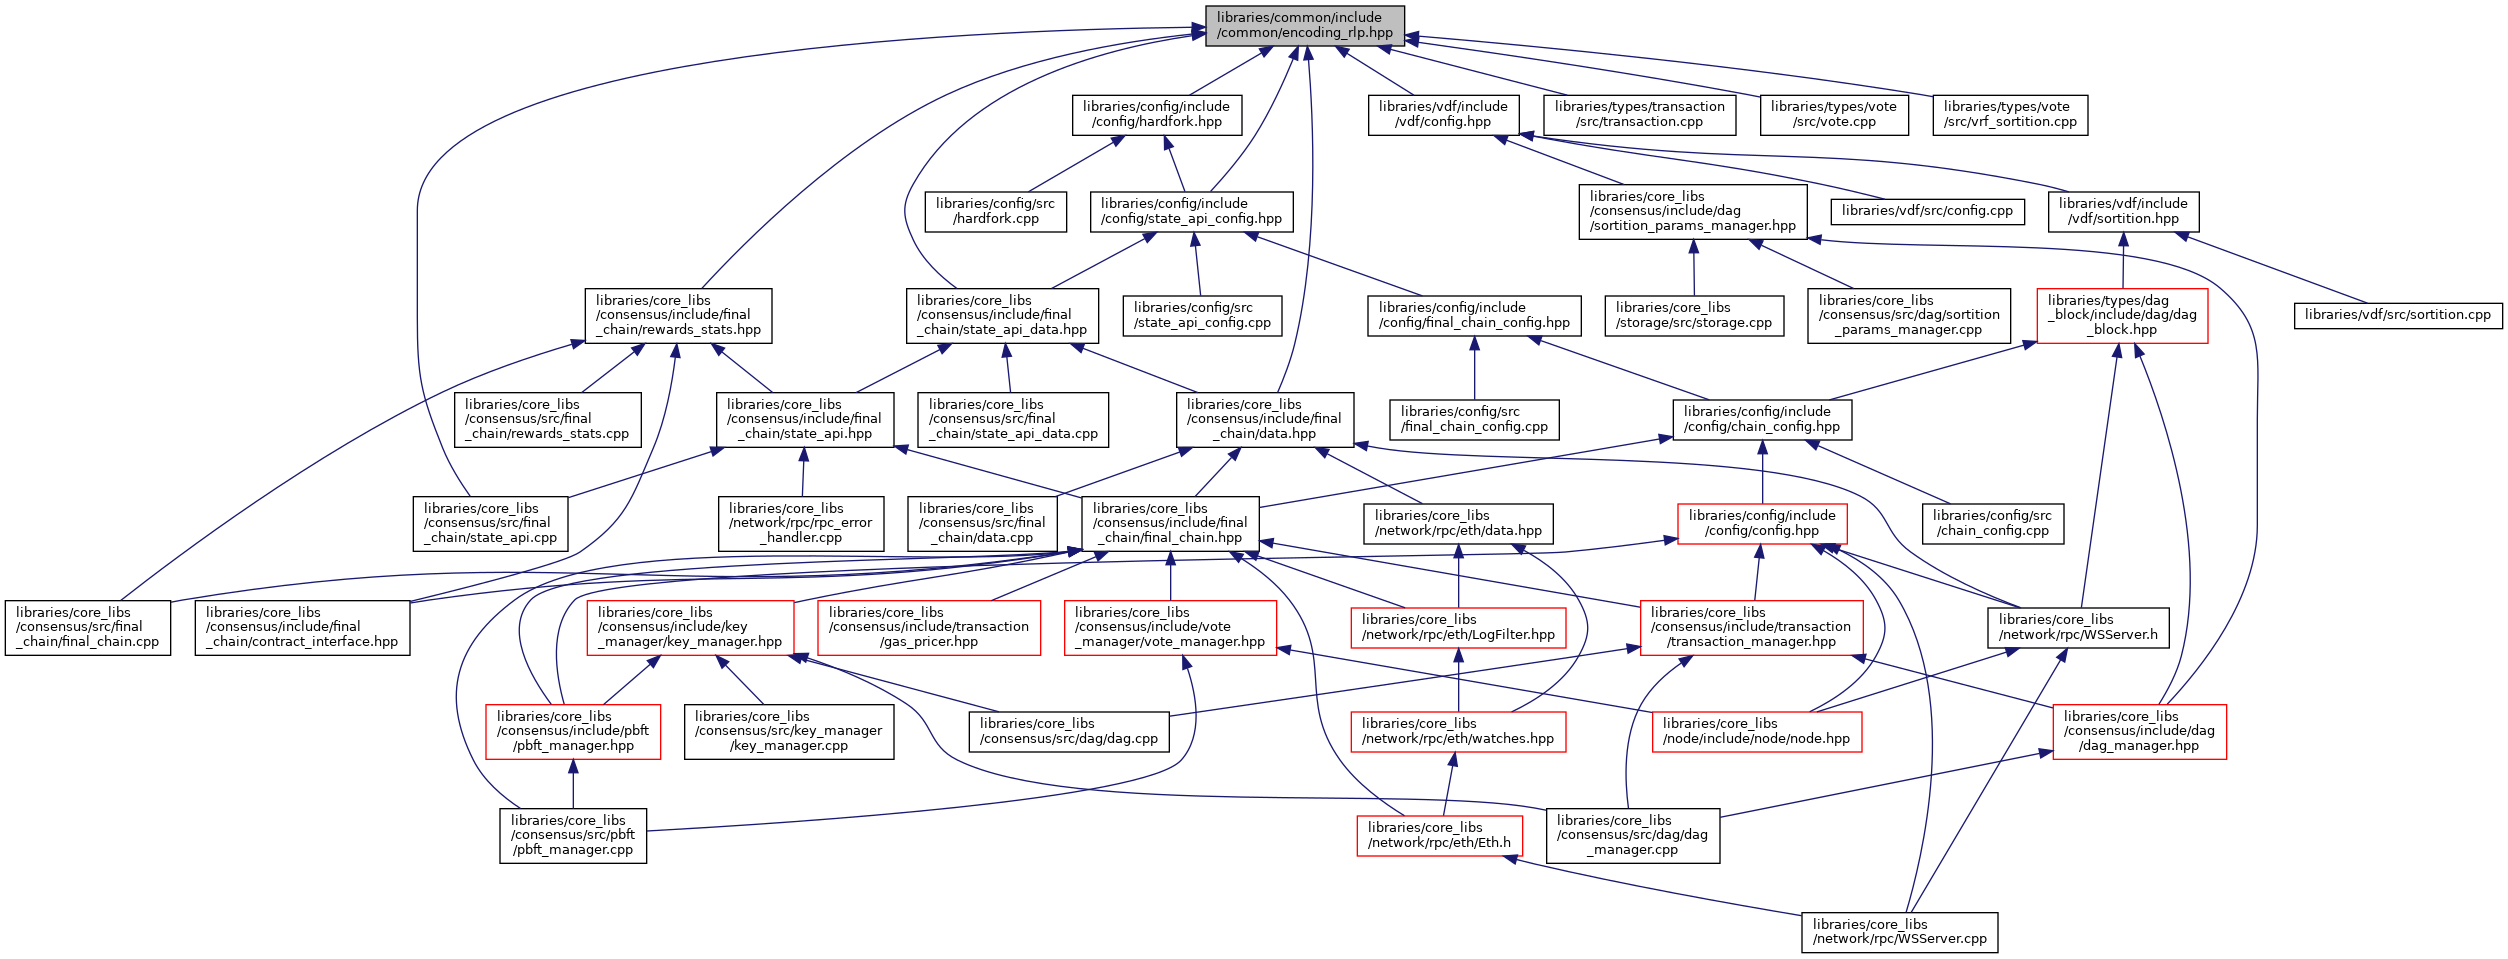 libraries/common/include
/common/encoding_rlp.hpp
libraries/config/include
/config/hardfork.hpp
libraries/vdf/include
/vdf/config.hpp
libraries/types/transaction
/src/transaction.cpp
libraries/types/vote
/src/vote.cpp
libraries/types/vote
/src/vrf_sortition.cpp
libraries/config/src
/hardfork.cpp
libraries/config/include
/config/state_api_config.hpp
libraries/core_libs
/consensus/include/dag
/sortition_params_manager.hpp
libraries/vdf/src/config.cpp
libraries/vdf/include
/vdf/sortition.hpp
libraries/core_libs
/consensus/include/final
_chain/rewards_stats.hpp
libraries/core_libs
/consensus/include/final
_chain/state_api_data.hpp
libraries/config/src
/state_api_config.cpp
libraries/config/include
/config/final_chain_config.hpp
libraries/core_libs
/storage/src/storage.cpp
libraries/core_libs
/consensus/src/dag/sortition
_params_manager.cpp
libraries/types/dag
_block/include/dag/dag
_block.hpp
libraries/vdf/src/sortition.cpp
libraries/core_libs
/consensus/src/final
_chain/rewards_stats.cpp
libraries/core_libs
/consensus/include/final
_chain/state_api.hpp
libraries/core_libs
/consensus/src/final
_chain/state_api_data.cpp
libraries/core_libs
/consensus/include/final
_chain/data.hpp
libraries/config/src
/final_chain_config.cpp
libraries/config/include
/config/chain_config.hpp
libraries/core_libs
/consensus/src/final
_chain/state_api.cpp
libraries/core_libs
/network/rpc/rpc_error
_handler.cpp
libraries/core_libs
/consensus/src/final
_chain/data.cpp
libraries/core_libs
/consensus/include/final
_chain/final_chain.hpp
libraries/core_libs
/network/rpc/eth/data.hpp
libraries/config/include
/config/config.hpp
libraries/config/src
/chain_config.cpp
libraries/core_libs
/consensus/src/final
_chain/final_chain.cpp
libraries/core_libs
/consensus/include/final
_chain/contract_interface.hpp
libraries/core_libs
/consensus/include/key
_manager/key_manager.hpp
libraries/core_libs
/consensus/include/transaction
/gas_pricer.hpp
libraries/core_libs
/consensus/include/vote
_manager/vote_manager.hpp
libraries/core_libs
/network/rpc/eth/LogFilter.hpp
libraries/core_libs
/consensus/include/transaction
/transaction_manager.hpp
libraries/core_libs
/network/rpc/WSServer.h
libraries/core_libs
/consensus/include/pbft
/pbft_manager.hpp
libraries/core_libs
/consensus/src/key_manager
/key_manager.cpp
libraries/core_libs
/consensus/src/dag/dag.cpp
libraries/core_libs
/network/rpc/eth/watches.hpp
libraries/core_libs
/node/include/node/node.hpp
libraries/core_libs
/consensus/include/dag
/dag_manager.hpp
libraries/core_libs
/consensus/src/pbft
/pbft_manager.cpp
libraries/core_libs
/network/rpc/eth/Eth.h
libraries/core_libs
/consensus/src/dag/dag
_manager.cpp
libraries/core_libs
/network/rpc/WSServer.cpp